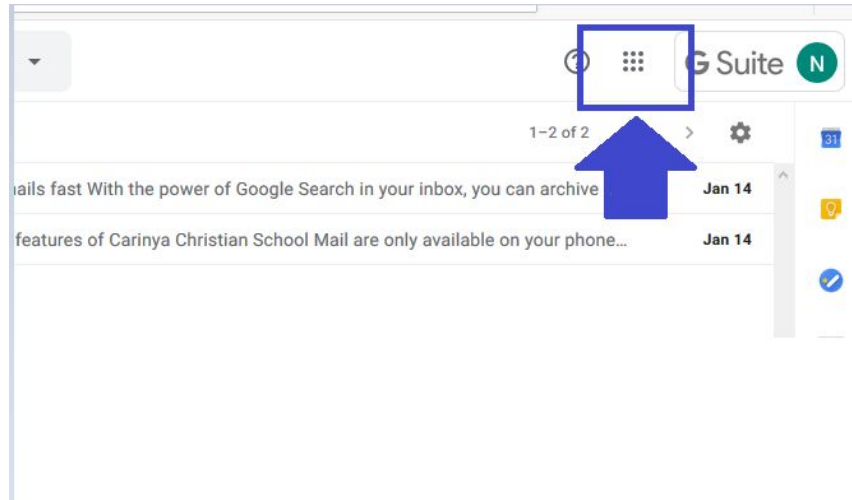 G Suite N
1–2 of 2
31
ails fast With the power of Google Search in your inbox, you can archive
Jan 14
features of Carinya Christian School Mail are only available on your phone…
Jan 14